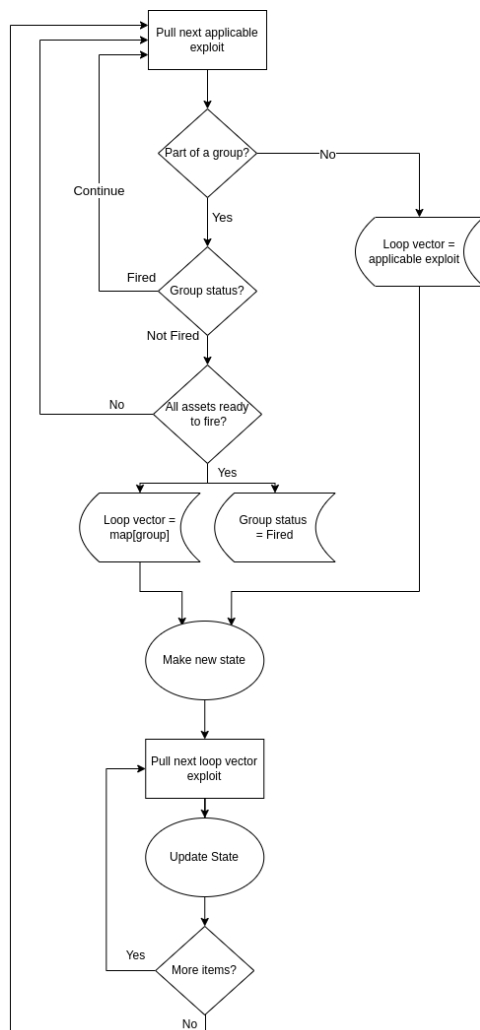 Pull next applicable
exploit
Part of a group?
No
Continue
Yes
Loop vector =
applicable exploit
Fired
Group status?
Not Fired
All assets ready
to fire?
No
Yes
Loop vector =
map[group]
Group status
= Fired
Make new state
Pull next loop vector
exploit
Update State
Yes
More items?
No